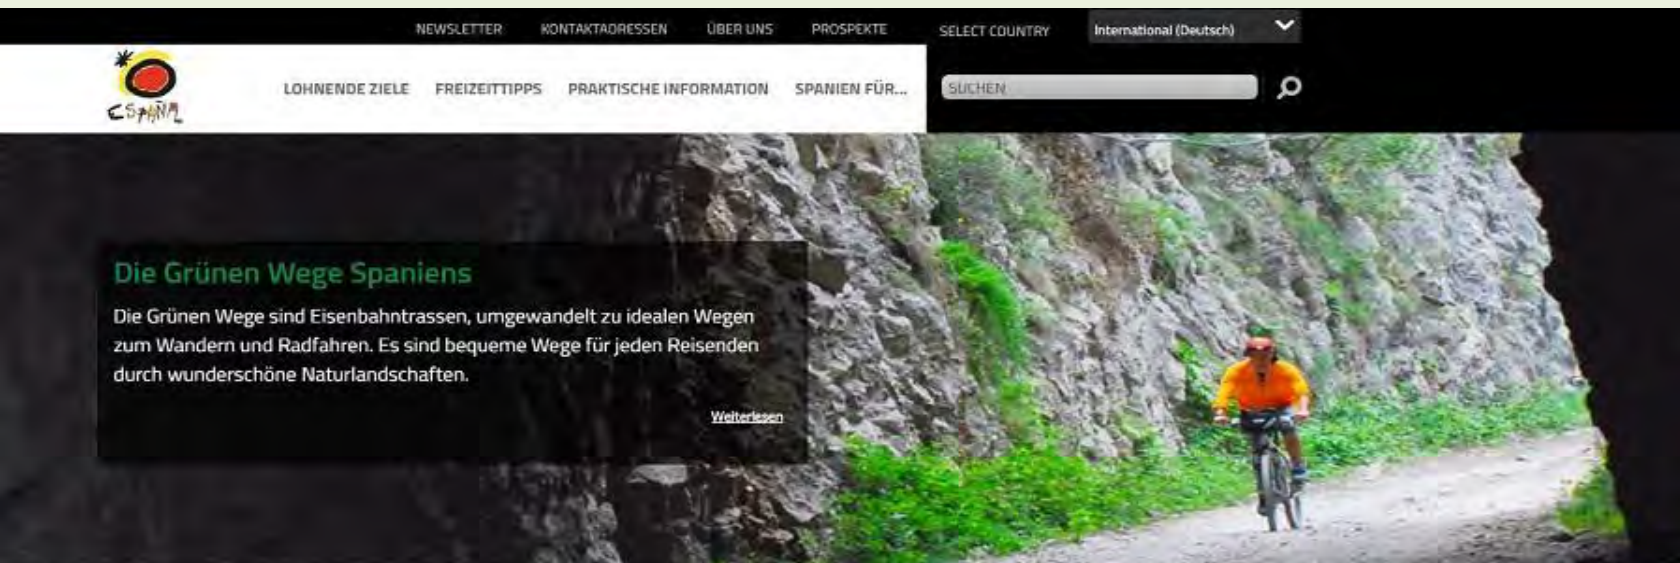 NEWSLETTER KONTAKTADRESSEN ÜBER UNS PROSPEKTE SELECT COUNTRY International (Deutsch)
ESPAÑA
LOHNENDE ZIELE FREIZEITTIPPS PRAKTISCHE INFORMATION SPANIEN FÜR... SUCHEN
Die Grünen Wege Spaniens
Die Grünen Wege sind Eisenbahntrassen, umgewandelt zu idealen Wegen
zum Wandern und Radfahren. Es sind bequeme Wege für jeden Reisenden
durch wunderschöne Naturlandschaften.
Weiterlesen